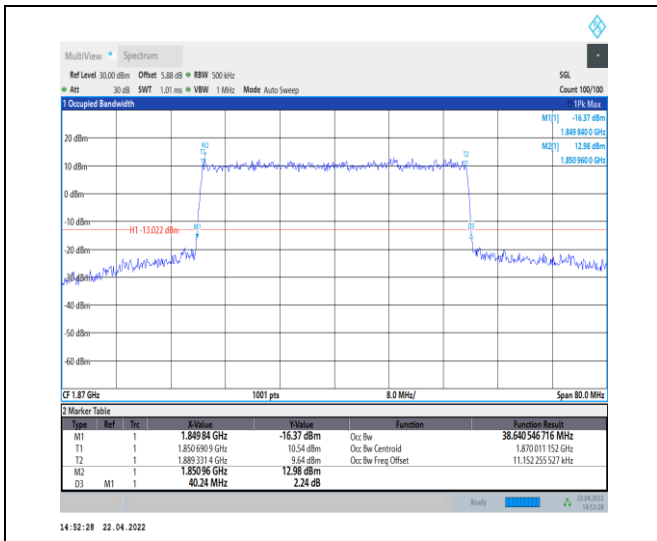 MultiView Spectrum
Ref Level 30.00 dBm Offset 5.88 dB RBW 500 kHz SGL
Att 30 dB SWT 1.01 ms VBW 1 MHz Mode Auto Sweep Count 100/100
1 Occupied Bandwidth 1Pk Max
M1[1] -16.37 dBm
1.849 840 0 GHz
M2[1] 12.98 dBm
1.850 960 0 GHz
20 dBm
M2
T1
T2
10 dBm
0 dBm
-10 dBm
H1 -13.022 dBm
M1
D3
-20 dBm
-30 dBm
-40 dBm
-50 dBm
-60 dBm
CF 1.87 GHz 1001 pts 8.0 MHz/ Span 80.0 MHz
2 Marker Table
Type Ref Trc X-Value Y-Value Function Function Result
M1 1 1.849 84 GHz -16.37 dBm Occ Bw 38.640 546 716 MHz
T1 1 1.850 690 9 GHz 10.54 dBm Occ Bw Centroid 1.870 011 152 GHz
T2 1 1.889 331 4 GHz 9.64 dBm Occ Bw Freq Offset 11.152 255 527 kHz
M2 1 1.850 96 GHz 12.98 dBm
D3 M1 1 40.24 MHz 2.24 dB
Ready 22.04.2022
14:52:28
14:52:28 22.04.2022